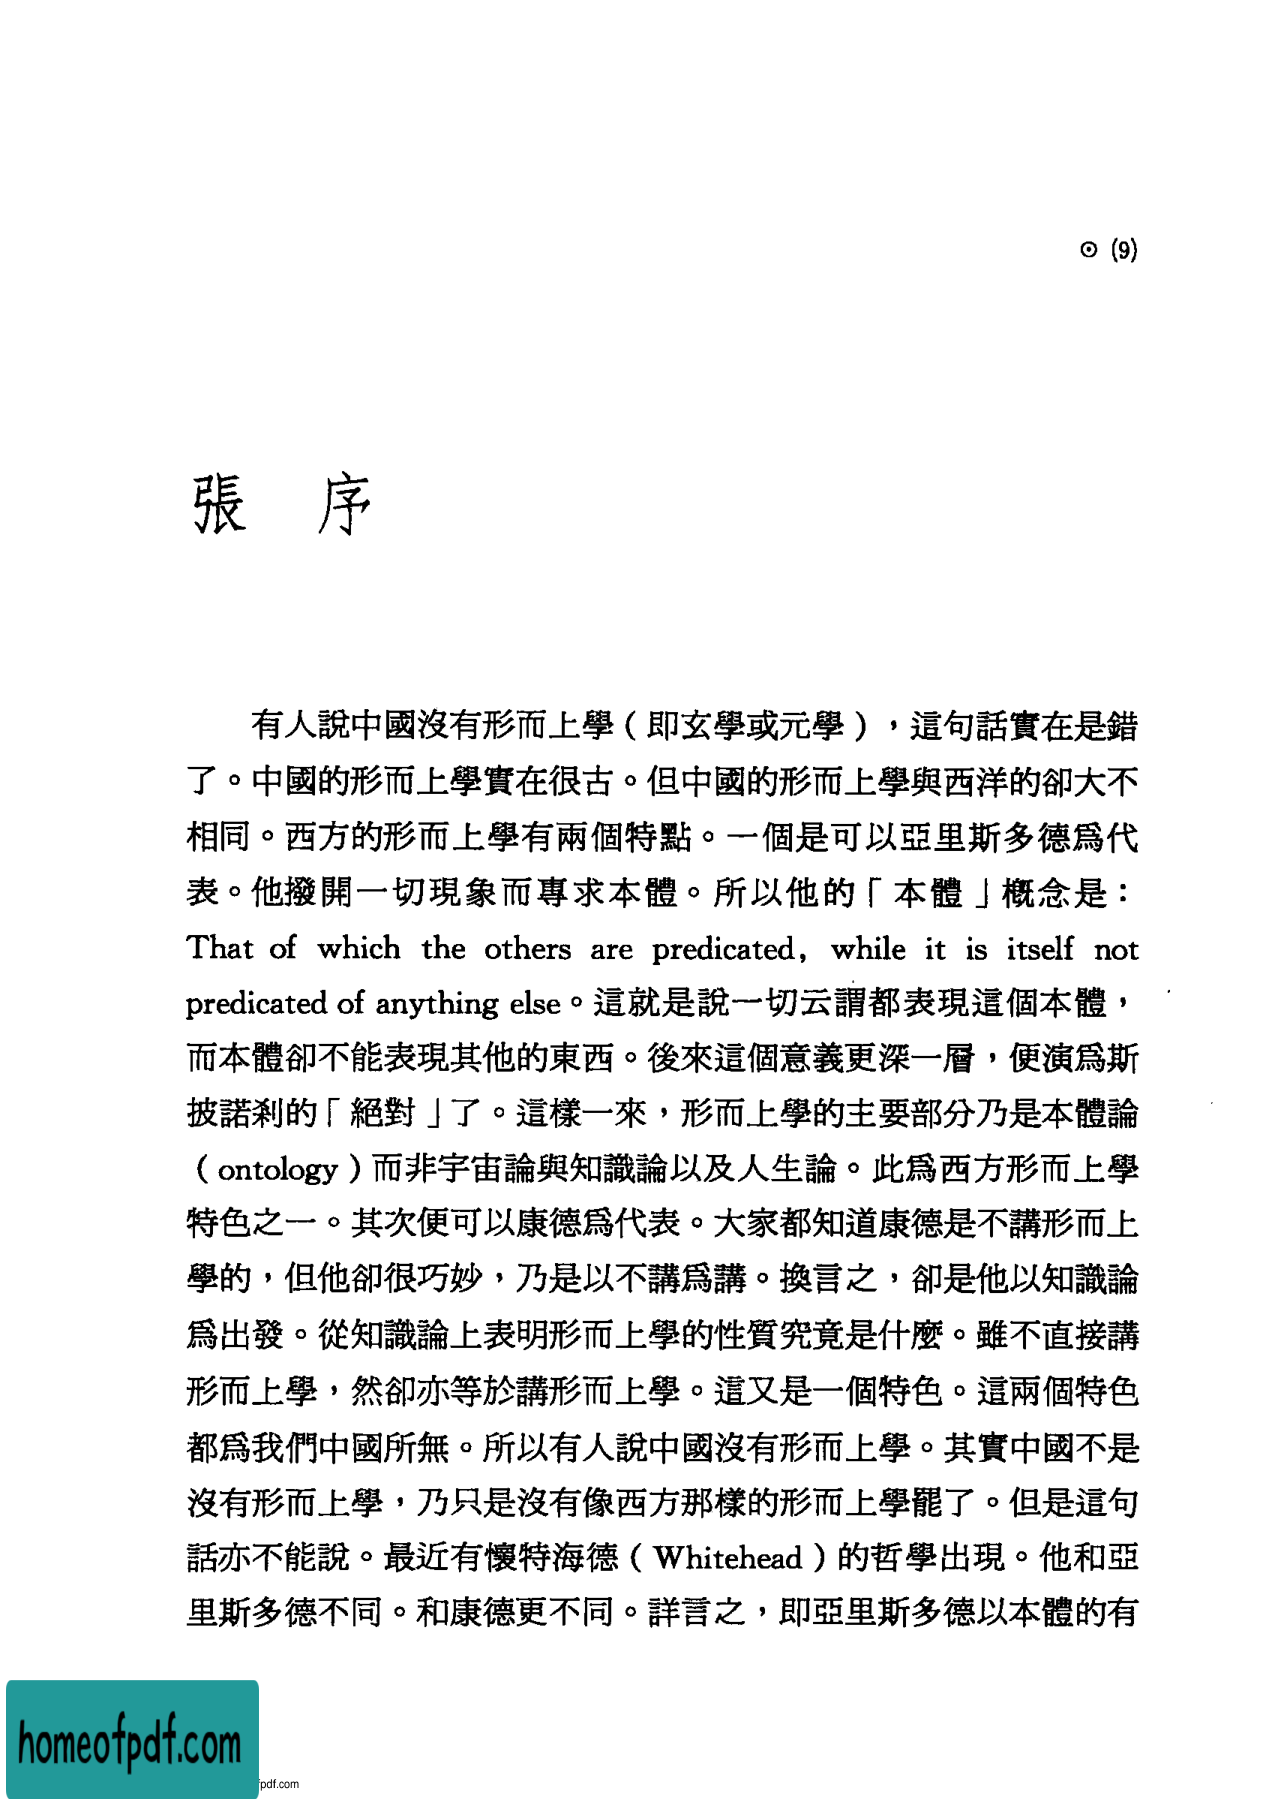 ⊙ (9)
張　序
有人說中國沒有形而上學（即玄學或元學），這句話實在是錯
了。中國的形而上學實在很古。但中國的形而上學與西洋的卻大不
相同。西方的形而上學有兩個特點。一個是可以亞里斯多德爲代
表。他撥開一切現象而專求本體。所以他的「本體」概念是：
That of which the others are predicated, while it is itself not
predicated of anything else。這就是說一切云謂都表現這個本體，
而本體卻不能表現其他的東西。後來這個意義更深一層，便演爲斯
披諾剎的「絕對」了。這樣一來，形而上學的主要部分乃是本體論
（ontology）而非宇宙論與知識論以及人生論。此爲西方形而上學
特色之一。其次便可以康德爲代表。大家都知道康德是不講形而上
學的，但他卻很巧妙，乃是以不講爲講。換言之，卻是他以知識論
爲出發。從知識論上表明形而上學的性質究竟是什麼。雖不直接講
形而上學，然卻亦等於講形而上學。這又是一個特色。這兩個特色
都爲我們中國所無。所以有人說中國沒有形而上學。其實中國不是
沒有形而上學，乃只是沒有像西方那樣的形而上學罷了。但是這句
話亦不能說。最近有懷特海德（Whitehead）的哲學出現。他和亞
里斯多德不同。和康德更不同。詳言之，即亞里斯多德以本體的有
homeofpdf.com
pdf.com